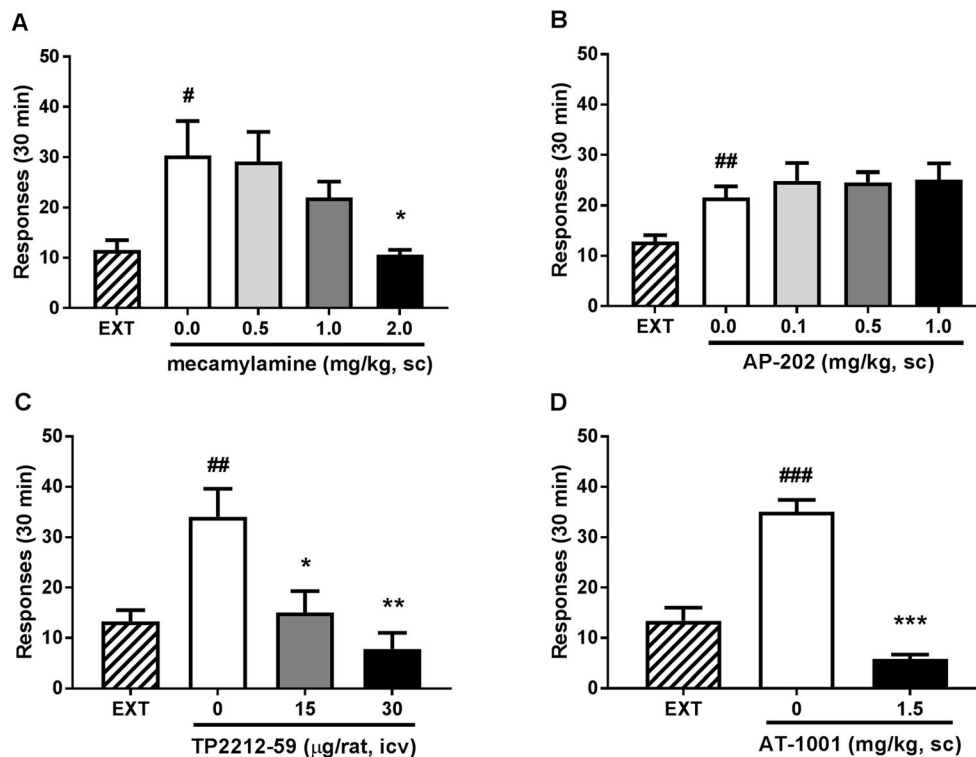 A
Responses (30 min)
50
40
30
20
10
0
#
*
EXT 0.0 0.5 1.0 2.0
mecamylamine (mg/kg, sc)
B
Responses (30 min)
50
40
30
20
10
0
##
EXT 0.0 0.1 0.5 1.0
AP-202 (mg/kg, sc)
C
Responses (30 min)
50
40
30
20
10
0
##
*
**
EXT 0 15 30
TP2212-59 (μg/rat, icv)
D
Responses (30 min)
50
40
30
20
10
0
###
***
EXT 0 1.5
AT-1001 (mg/kg, sc)